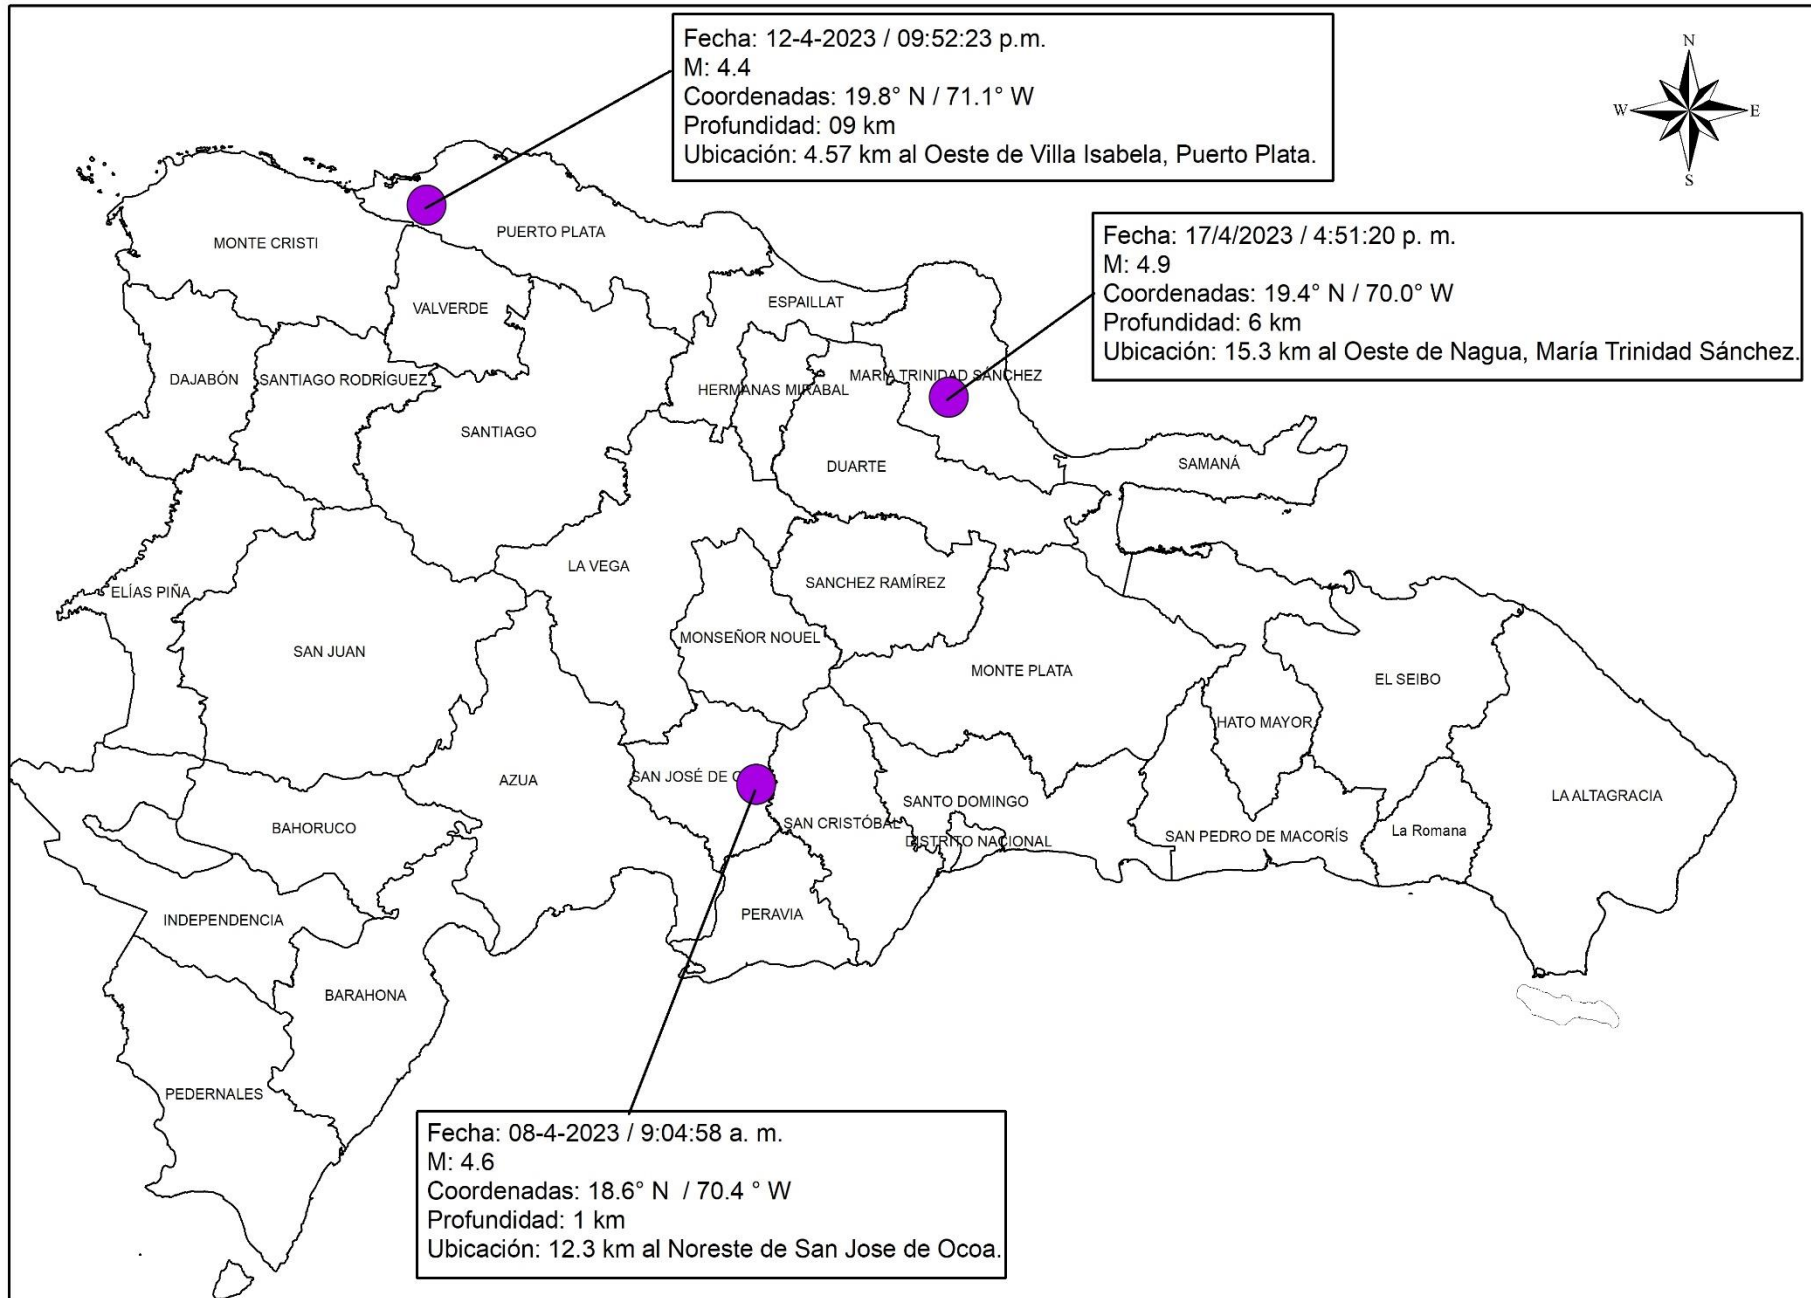 Fecha: 12-4-2023 / 09:52:23 p.m.
M: 4.4
Coordenadas: 19.8° N / 71.1° W
Profundidad: 09 km
Ubicación: 4.57 km al Oeste de Villa Isabela, Puerto Plata.
N
W
E
S
Fecha: 17/4/2023 / 4:51:20 p. m.
M: 4.9
Coordenadas: 19.4° N / 70.0° W
Profundidad: 6 km
Ubicación: 15.3 km al Oeste de Nagua, María Trinidad Sánchez.
MONTE CRISTI
PUERTO PLATA
VALVERDE
ESPAILLAT
DAJABÓN
SANTIAGO RODRÍGUEZ
HERMANAS MIRABAL
MARÍA TRINIDAD SÁNCHEZ
SANTIAGO
DUARTE
SAMANÁ
LA VEGA
SANCHEZ RAMÍREZ
ELÍAS PIÑA
SAN JUAN
MONSEÑOR NOUEL
MONTE PLATA
EL SEIBO
HATO MAYOR
AZUA
SAN JOSÉ DE
SANTO DOMINGO
LA ALTAGRACIA
BAHORUCO
SAN CRISTÓBAL
DISTRITO NACIONAL
SAN PEDRO DE MACORÍS
La Romana
INDEPENDENCIA
PERAVIA
BARAHONA
PEDERNALES
Fecha: 08-4-2023 / 9:04:58 a. m.
M: 4.6
Coordenadas: 18.6° N / 70.4 ° W
Profundidad: 1 km
Ubicación: 12.3 km al Noreste de San Jose de Ocoa.